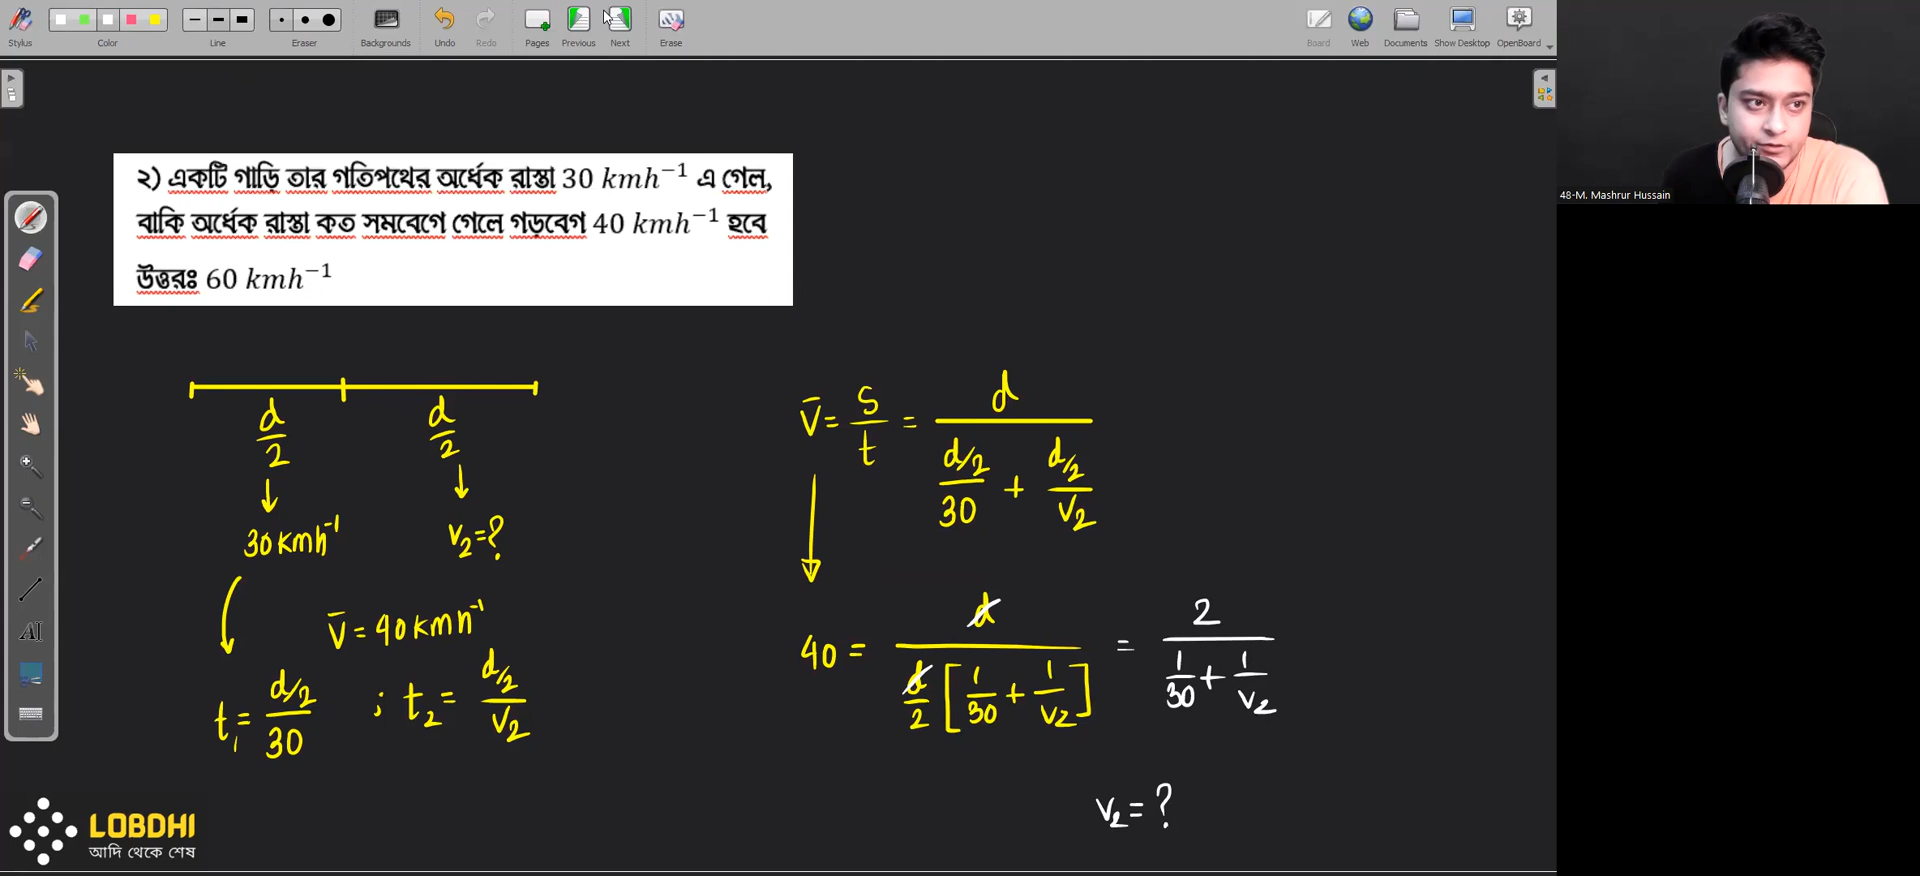 Stylus
Color
Line
Eraser
Backgrounds
Undo
Redo
Pages
Previous
Next
Erase
Board
Web
Documents
Show Desktop
OpenBoard
48-M. Mashrur Hussain
২) একটি গাড়ি তার গতিপথের অর্ধেক রাস্তা 30 kmh⁻¹ এ গেল,
বাকি অর্ধেক রাস্তা কত সমবেগে গেলে গড়বেগ 40 kmh⁻¹ হবে
উত্তরঃ 60 kmh⁻¹
d/2 d/2
↓ ↓
30 kmh⁻¹ v₂=?
V̄ = 40 kmh⁻¹
t₁ = (d/2)/30 ; t₂ = (d/2)/v₂
V̄ = S/t = d/((d/2)/30 + (d/2)/v₂)
40 = d/(d/2 [1/30 + 1/v₂]) = 2/(1/30 + 1/v₂)
v₂ = ?
AI
LOBDHI
আদি থেকে শেষ